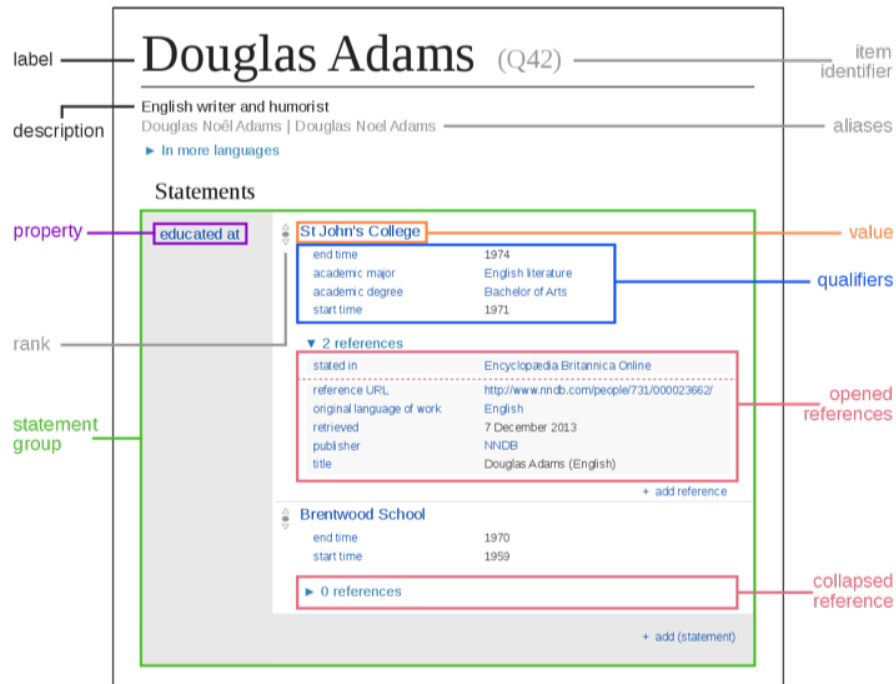 label
Douglas Adams (Q42)
item
identifier
description
English writer and humorist
Douglas Noël Adams | Douglas Noel Adams
aliases
► In more languages
Statements
property
educated at
St John's College
value
end time 1974
academic major English literature
academic degree Bachelor of Arts
start time 1971
qualifiers
rank
▼ 2 references
stated in Encyclopædia Britannica Online
reference URL http://www.nndb.com/people/731/000023662/
original language of work English
retrieved 7 December 2013
publisher NNDB
title Douglas Adams (English)
opened
references
statement
group
+ add reference
Brentwood School
end time 1970
start time 1959
► 0 references
collapsed
reference
+ add (statement)